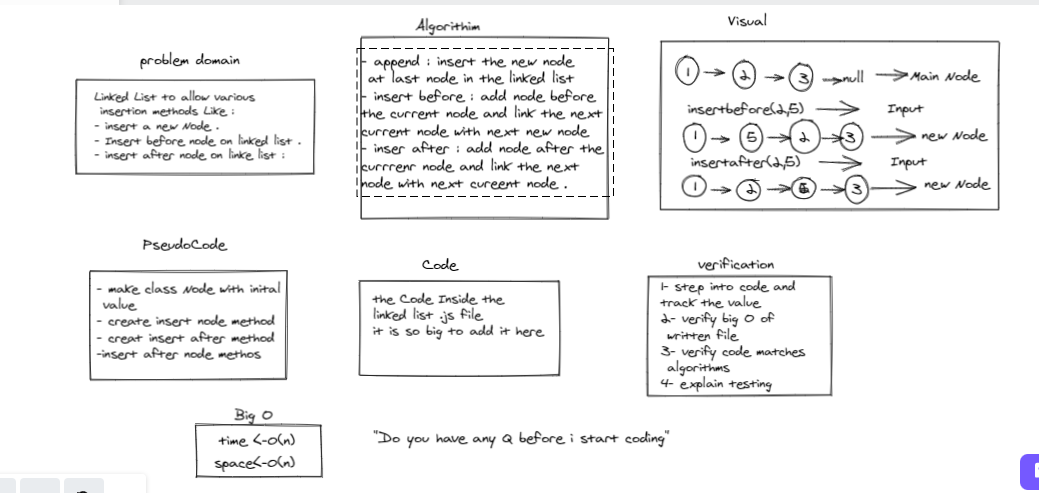 problem domain
Linked List to allow various
insertion methods Like :
- insert a new Node .
- Insert before node on linked list .
- insert after node on linke list :
Algorithim
- append : insert the new node
at last node in the linked list
- insert before : add node before
the current node and link the next
current node with next new node
- inser after : add node after the
currrenr node and link the next
node with next cureent node .
Visual
1 2 3 null Main Node
insertbefore(2,5) Input
1 5 2 3 new Node
insertafter(2,5) Input
1 2 3 new Node
PseudoCode
- make class Node with inital
value
- create insert node method
- creat insert after method
-insert after node methos
Code
the Code Inside the
linked list .js file
it is so big to add it here
verification
1- step into code and
track the value
2- verify big O of
written file
3- verify code matches
algorithms
4- explain testing
Big O
time <-O(n)
space<-O(n)
"Do you have any Q before i start coding"